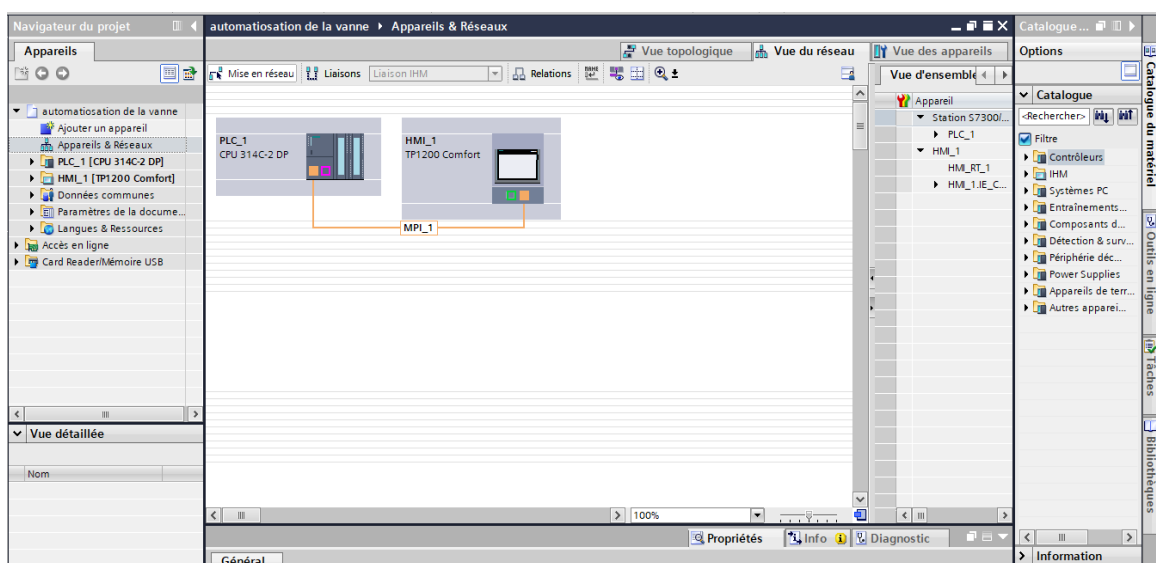 Navigateur du projet
automatiosation de la vanne ▸ Appareils & Réseaux
Catalogue...
Appareils
Vue topologique
Vue du réseau
Vue des appareils
Options
Mise en réseau
Liaisons
Liaison IHM
Relations
Vue d'ensemble
Catalogue
Appareil
<Rechercher>
Filtre
automatiosation de la vanne
Ajouter un appareil
Appareils & Réseaux
PLC_1 [CPU 314C-2 DP]
HMI_1 [TP1200 Comfort]
Données communes
Paramètres de la docume...
Langues & Ressources
Accès en ligne
Card Reader/Mémoire USB
PLC_1
CPU 314C-2 DP
HMI_1
TP1200 Comfort
MPI_1
Station S7300/...
PLC_1
HMI_1
HMI_RT_1
HMI_1.IE_C...
Contrôleurs
IHM
Systèmes PC
Entraînements...
Composants d...
Détection & surv...
Périphérie déc...
Power Supplies
Appareils de terr...
Autres apparei...
Catalogue du matériel
Outils en ligne
Tâches
Bibliothèques
Vue détaillée
Nom
100%
Propriétés
Info
Diagnostic
Général
Information